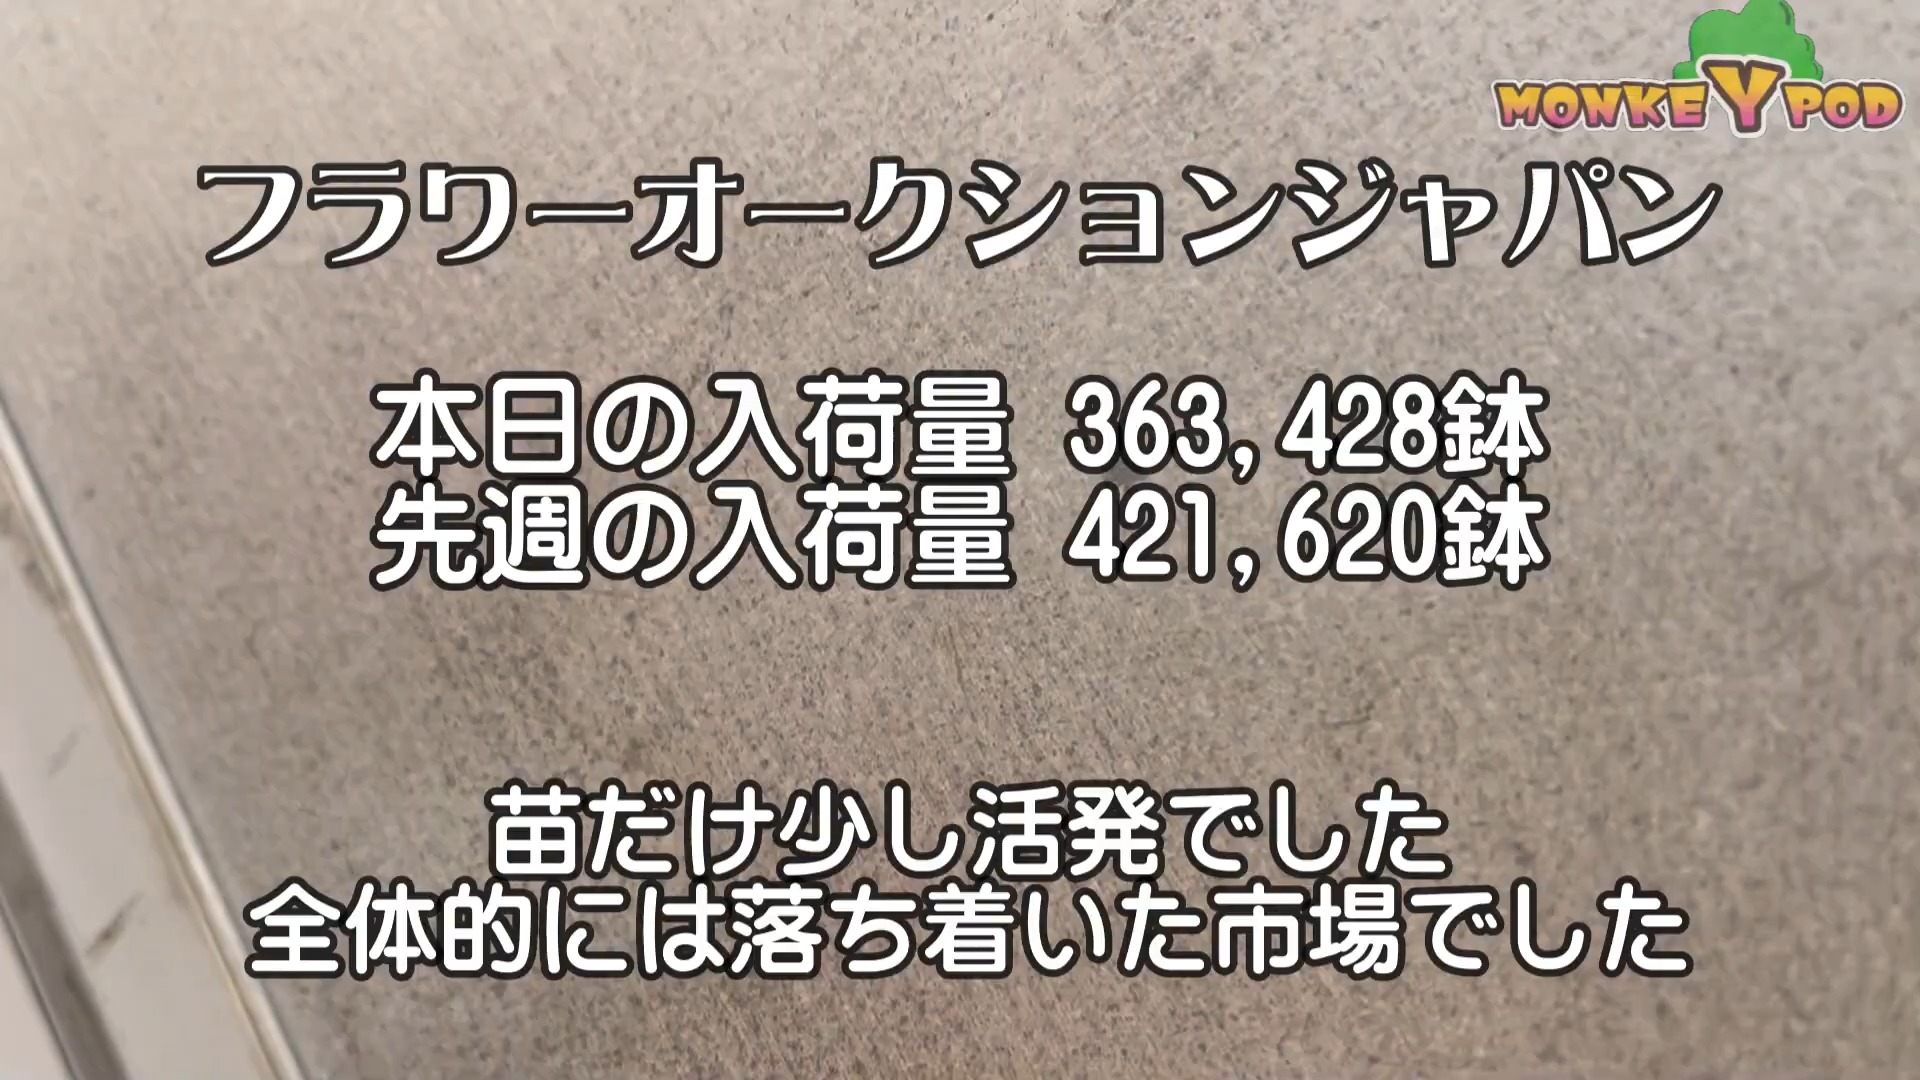 MONKEYPOD
フラワーオークションジャパン
本日の入荷量 363,428鉢
先週の入荷量 421,620鉢
苗だけ少し活発でした
全体的には落ち着いた市場でした